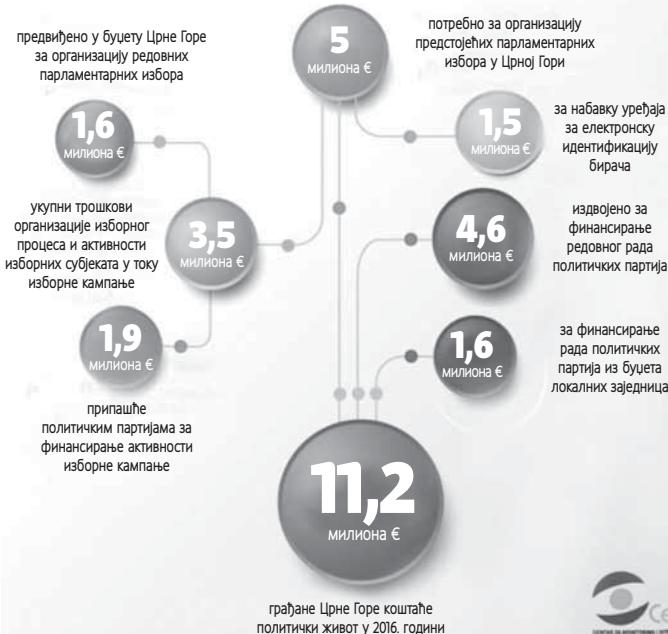 предвиђено у буџету Црне Горе
за организацију редовних
парламентарних избора
5
милиона €
потребно за организацију
предстојећих парламентарних
избора у Црној Гори
1,6
милиона €
1,5
милиона €
за набавку уређаја
за електронску
идентификацију
бирача
укупни трошкови
организације изборног
процеса и активности
изборних субјеката у току
изборне кампање
3,5
милиона €
4,6
милиона €
издвојено за
финансирање
редовног рада
политичких партија
1,9
милиона €
припашће
политичким партијама за
финансирање активности
изборне кампање
1,6
милиона €
за финансирање
рада политичких
партија из буџета
локалних заједница
11,2
милиона €
грађане Црне Горе коштаће
политички живот у 2016. години